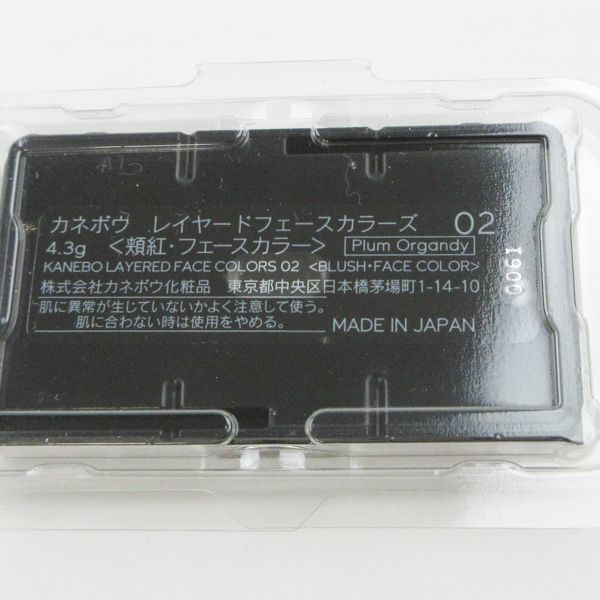 カネボウ レイヤードフェースカラーズ 02
4.3g <頬紅・フェースカラー> Plum Organdy
KANEBO LAYERED FACE COLORS 02 <BLUSH・FACE COLOR>
株式会社カネボウ化粧品 東京都中央区日本橋茅場町1-14-10
肌に異常が生じていないかよく注意して使う。
肌に合わない時は使用をやめる。
MADE IN JAPAN
0061